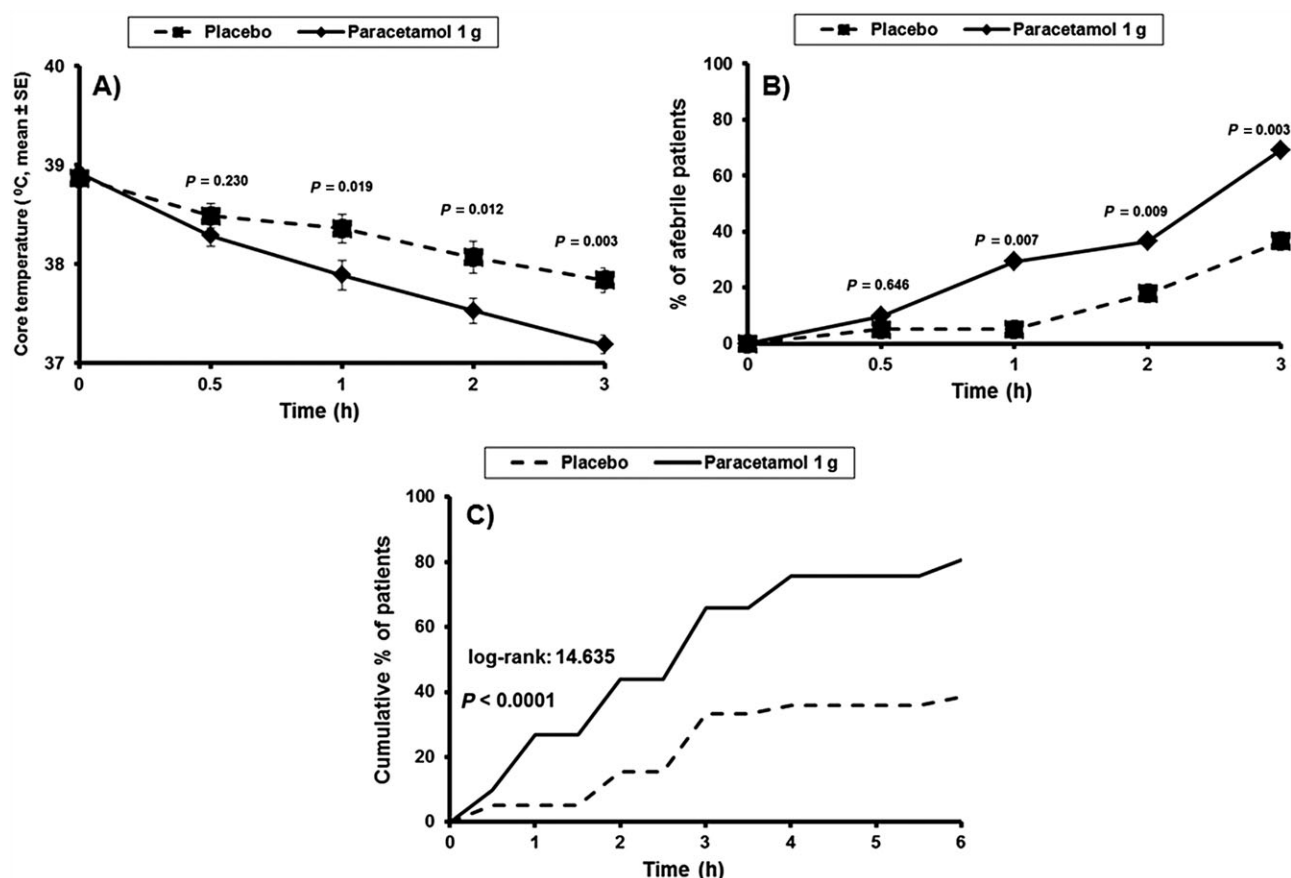 Placebo Paracetamol 1 g
A)
Core temperature (⁰C, mean ± SE)
40
39
38
37
P = 0.230
P = 0.019
P = 0.012
P = 0.003
0 0.5 1 2 3
Time (h)
Placebo Paracetamol 1 g
B)
% of afebrile patients
100
80
60
40
20
0
P = 0.646
P = 0.007
P = 0.009
P = 0.003
0 0.5 1 2 3
Time (h)
Placebo Paracetamol 1 g
C)
Cumulative % of patients
100
80
60
40
20
0
log-rank: 14.635
P < 0.0001
0 1 2 3 4 5 6
Time (h)